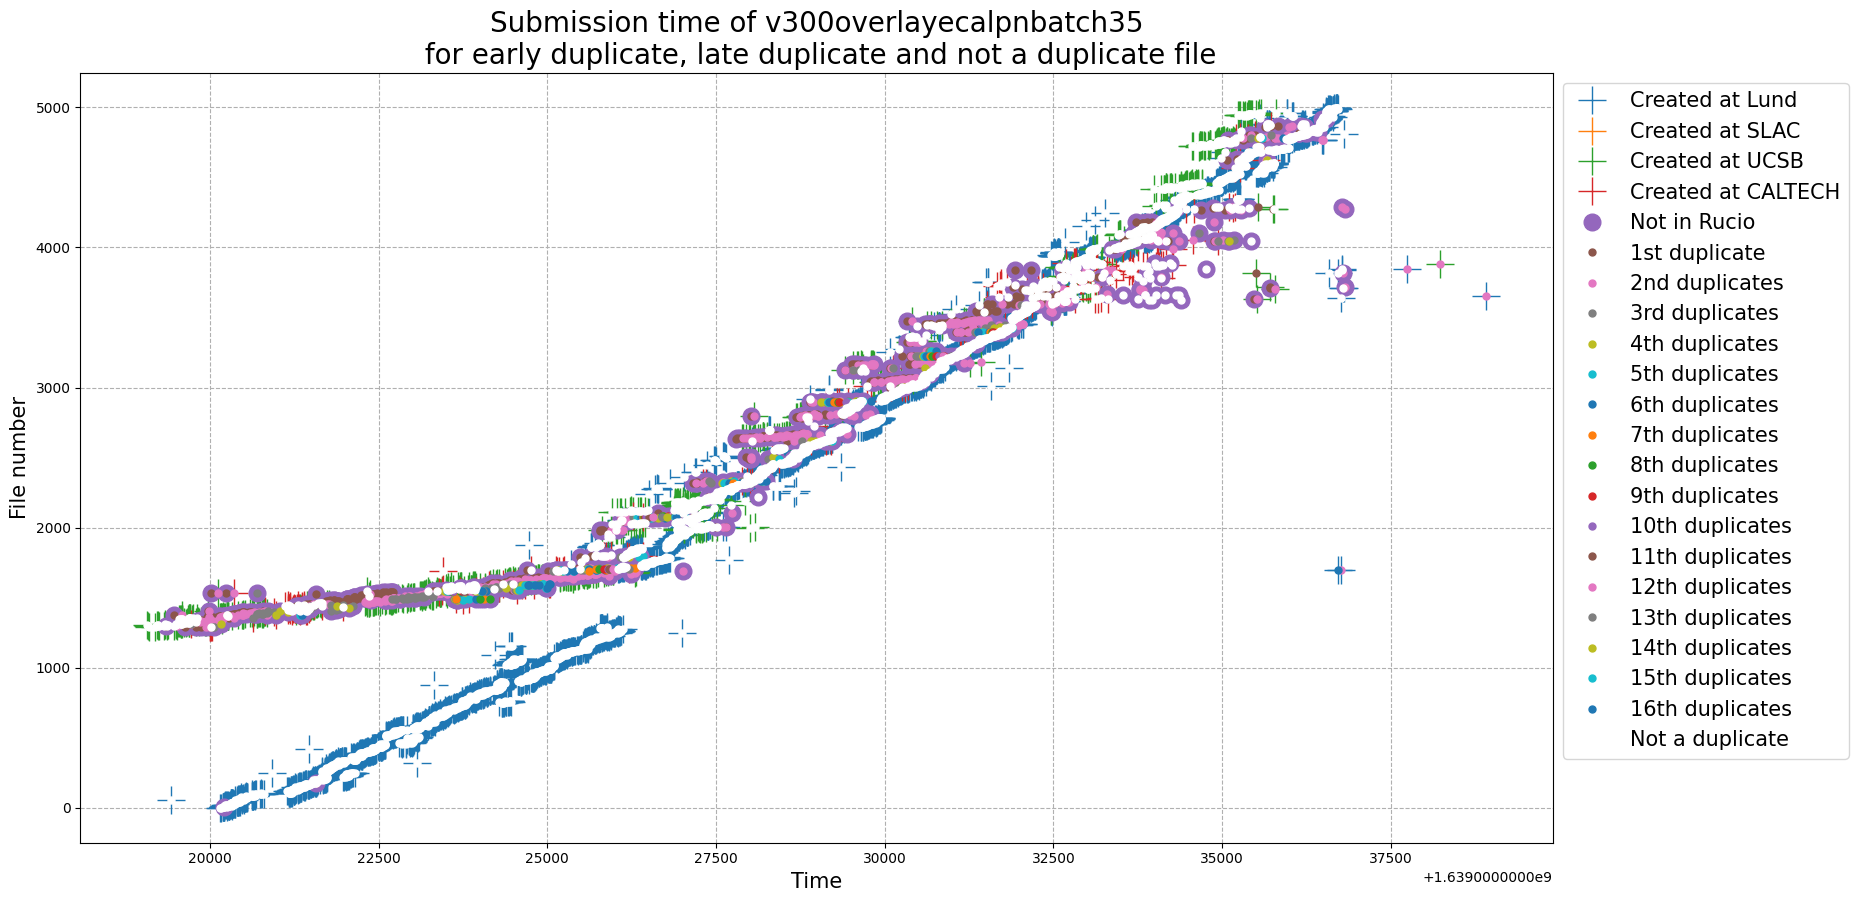 Submission time of v300overlayecalpnbatch35
for early duplicate, late duplicate and not a duplicate file
File number
5000
4000
3000
2000
1000
0
20000
22500
25000
27500
30000
32500
35000
37500
+1.6390000000e9
Time
Created at Lund
Created at SLAC
Created at UCSB
Created at CALTECH
Not in Rucio
1st duplicate
2nd duplicates
3rd duplicates
4th duplicates
5th duplicates
6th duplicates
7th duplicates
8th duplicates
9th duplicates
10th duplicates
11th duplicates
12th duplicates
13th duplicates
14th duplicates
15th duplicates
16th duplicates
Not a duplicate